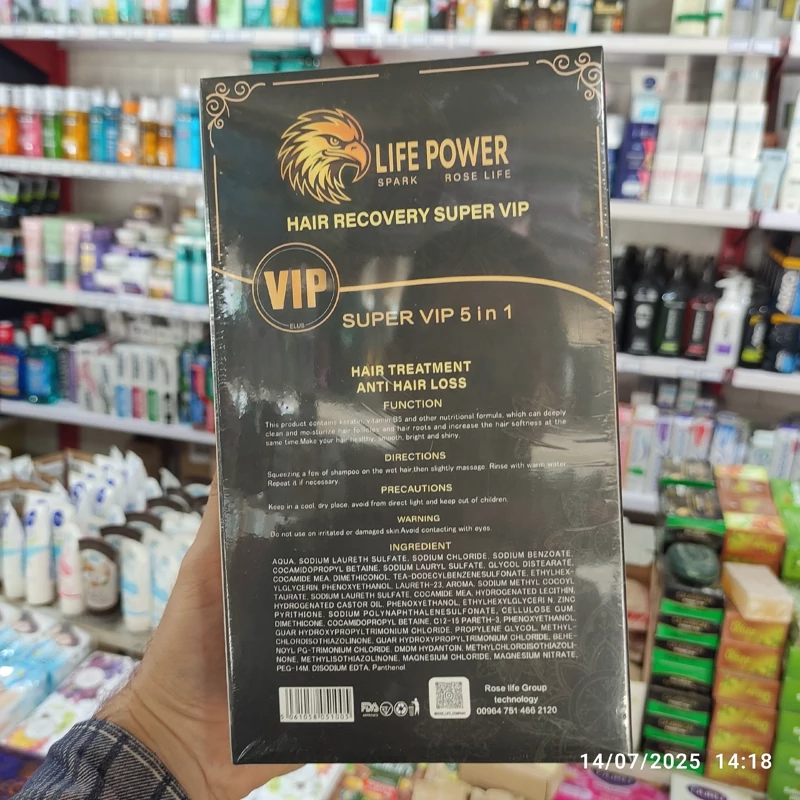 LIFE POWER
SPARK ROSE LIFE
HAIR RECOVERY SUPER VIP
VIP
SUPER VIP 5 in 1
HAIR TREATMENT
ANTI HAIR LOSS
FUNCTION
This product contains keratin, vitamin B5 and other nutritional formula, which can deeply
clean and moisturize hair follicles and hair roots and increase the hair softness at the
same time.Make your hair healthy, smooth, bright and shiny.
DIRECTIONS
Squeezing a few of shampoo on the wet hair,then slightly massage. Rinse with warm water
Repeat it if necessary.
PRECAUTIONS
Keep in a cool, dry place, avoid from direct light and keep out of children.
WARNING
Do not use on irritated or damaged skin.Avoid contacting with eyes
INGREDIENT
AQUA, SODIUM LAURETH SULFATE, SODIUM CHLORIDE, SODIUM BENZOATE,
COCAMIDOPROPYL BETAINE, SODIUM LAURYL SULFATE, GLYCOL DISTEARATE,
COCAMIDE MEA, DIMETHICONOL, TEA-DODECYLBENZENESULFONATE, ETHYLHEX-
YLGLYCERIN, PHENOXYETHANOL, LAURETH-23, AROMA, SODIUM METHYL COCOYL
TAURATE, SODIUM LAURETH SULFATE, COCAMIDE MEA, HYDROGENATED LECITHIN,
HYDROGENATED CASTOR OIL, PHENOXYETHANOL, ETHYLHEXYLGLYCERI N, ZINC
PYRITHIONE, SODIUM POLYNAPHTHALENESULFONATE, CELLULOSE GUM,
DIMETHICONE, COCAMIDOPROPYL BETAINE, C12-15 PARETH-3, PHENOXYETHANOL,
GUAR HYDROXYPROPYLTRIMONIUM CHLORIDE, PROPYLENE GLYCOL, METHYL-
CHLOROISOTHIAZOLINONE, GUAR HYDROXYPROPYLTRIMONIUM CHLORIDE, BEHE-
NOYL PG-TRIMONIUM CHLORIDE, DMDM HYDANTOIN, METHYLCHLOROISOTHIAZOLI-
NONE, METHYLISOTHIAZOLINONE, MAGNESIUM CHLORIDE, MAGNESIUM NITRATE,
PEG-14M, DISODIUM EDTA, Panthenol
FDA
Rose life Group
technology
00964 751 466 2120
14/07/2025 14:18